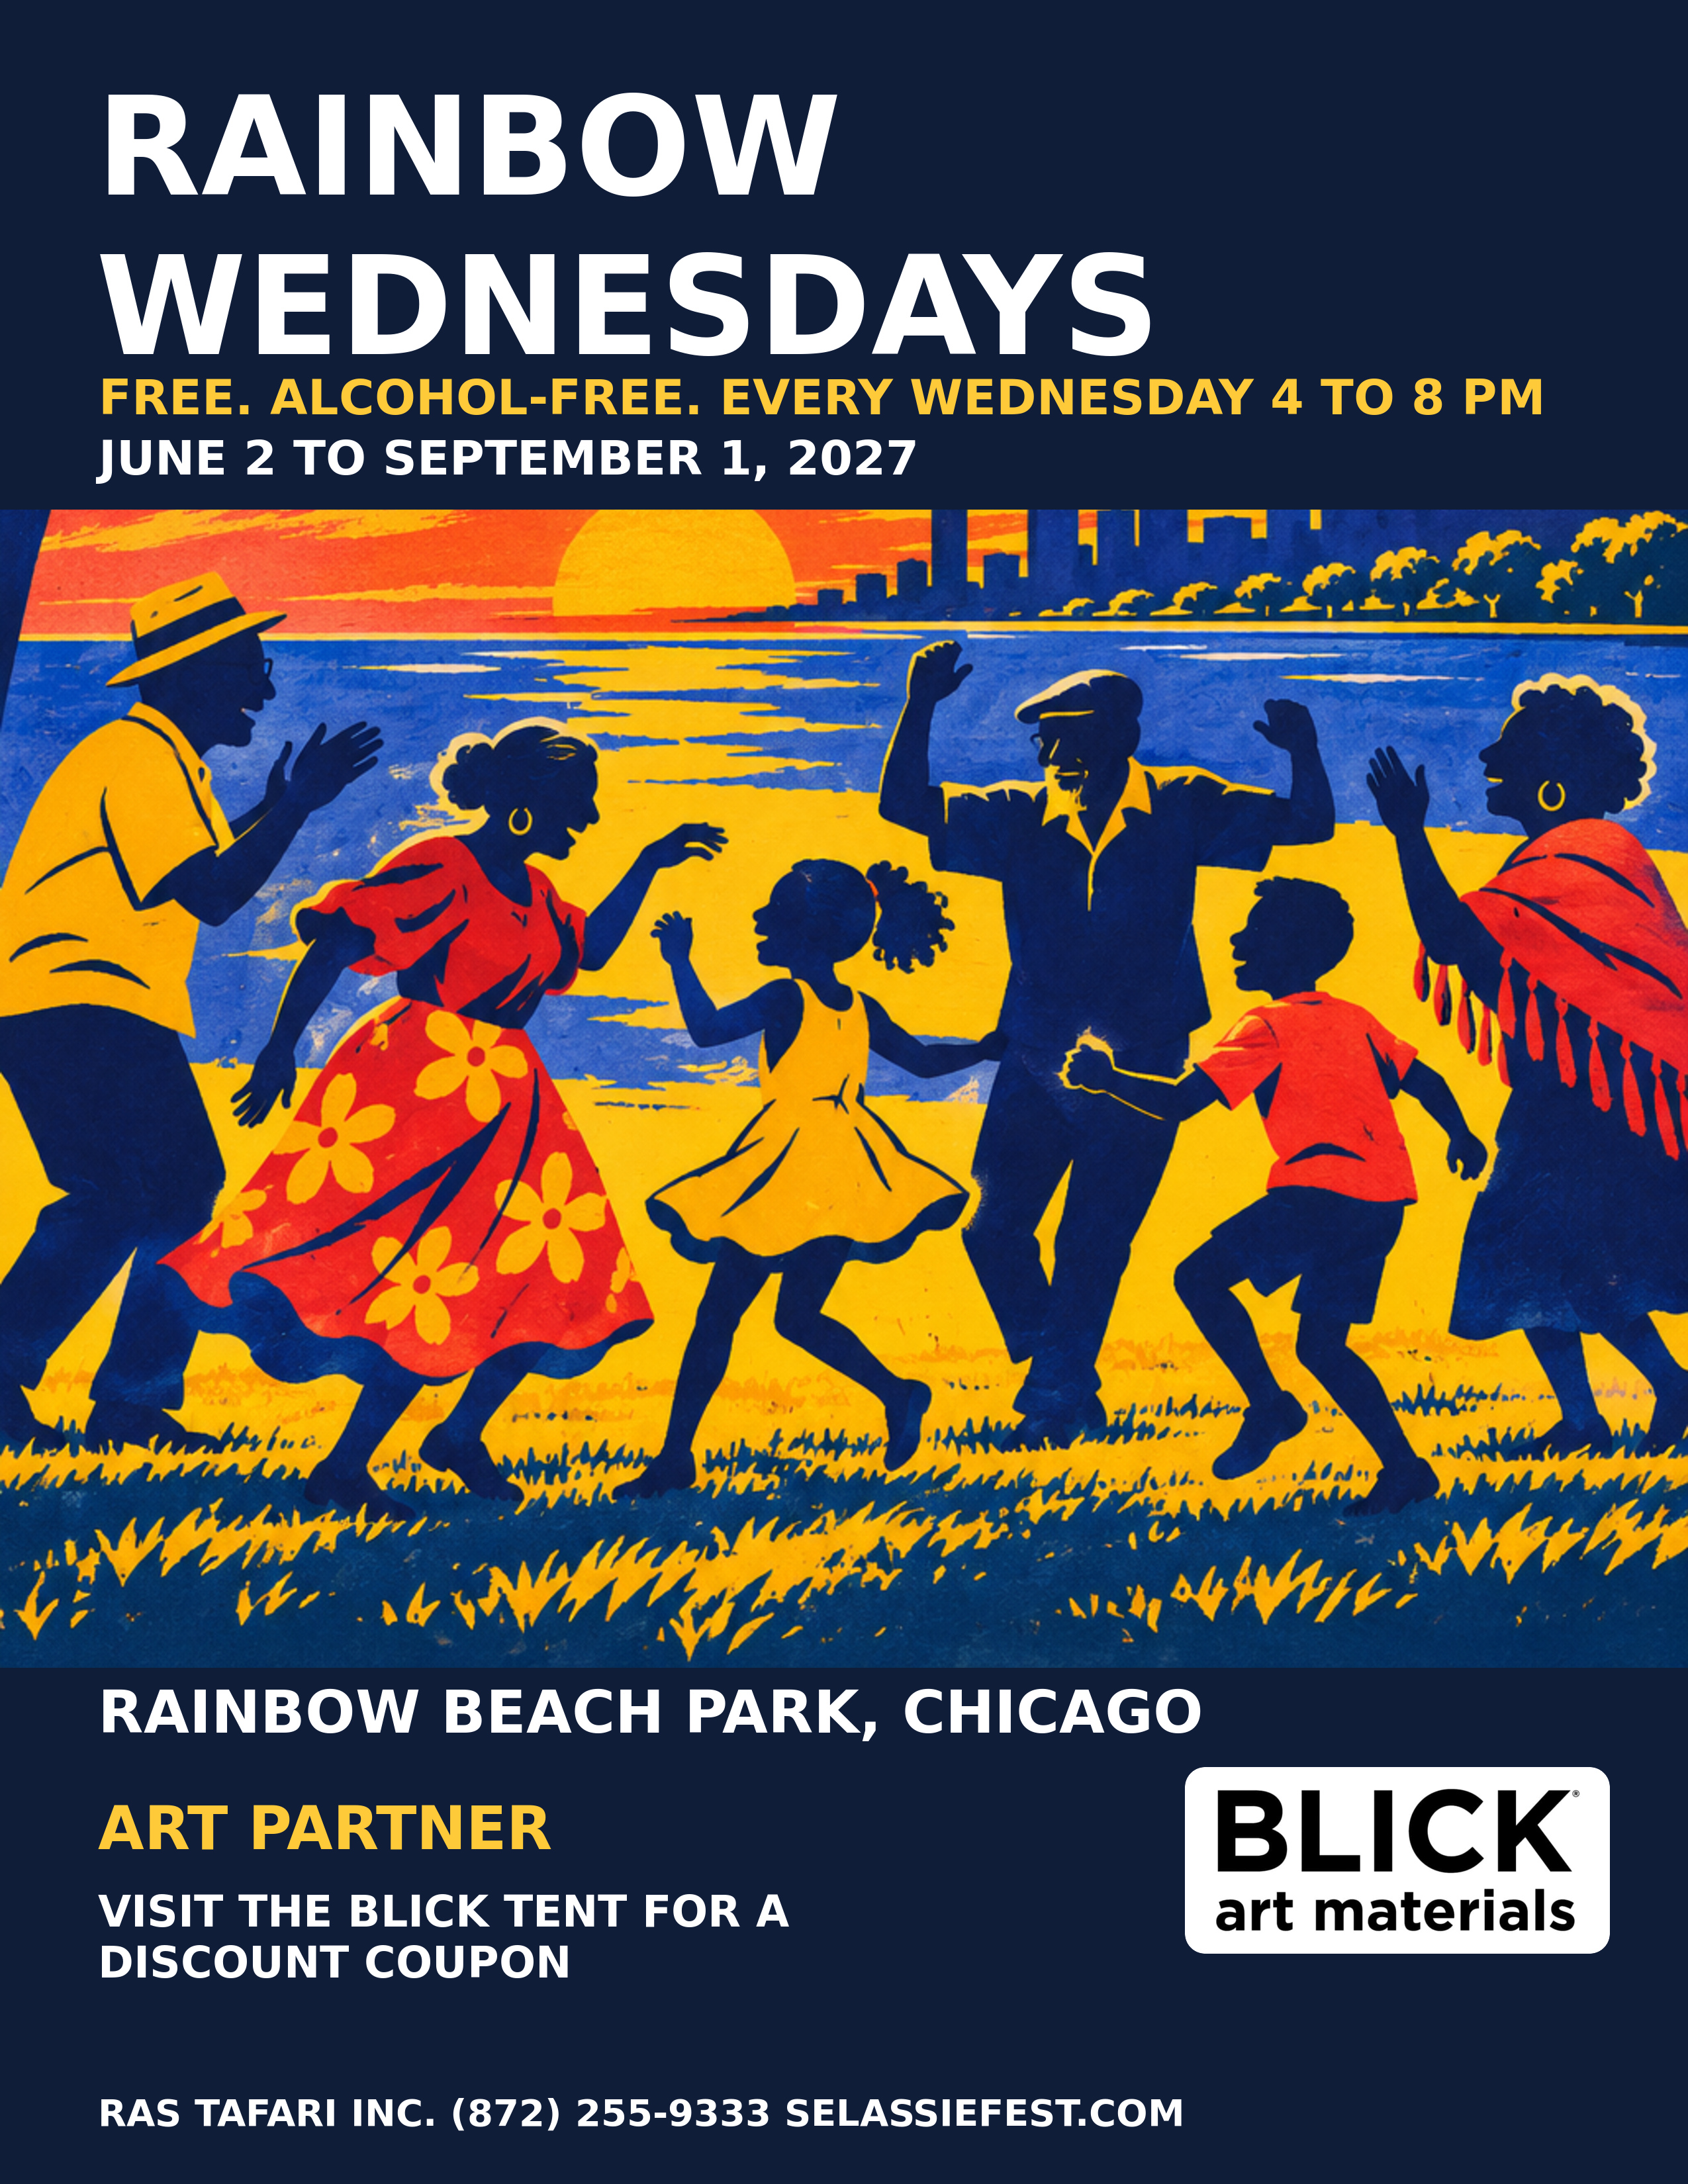 RAINBOW
WEDNESDAYS
FREE. ALCOHOL-FREE. EVERY WEDNESDAY 4 TO 8 PM
JUNE 2 TO SEPTEMBER 1, 2027
RAINBOW BEACH PARK, CHICAGO
ART PARTNER
VISIT THE BLICK TENT FOR A
DISCOUNT COUPON
BLICK®
art materials
RAS TAFARI INC. (872) 255-9333 SELASSIEFEST.COM